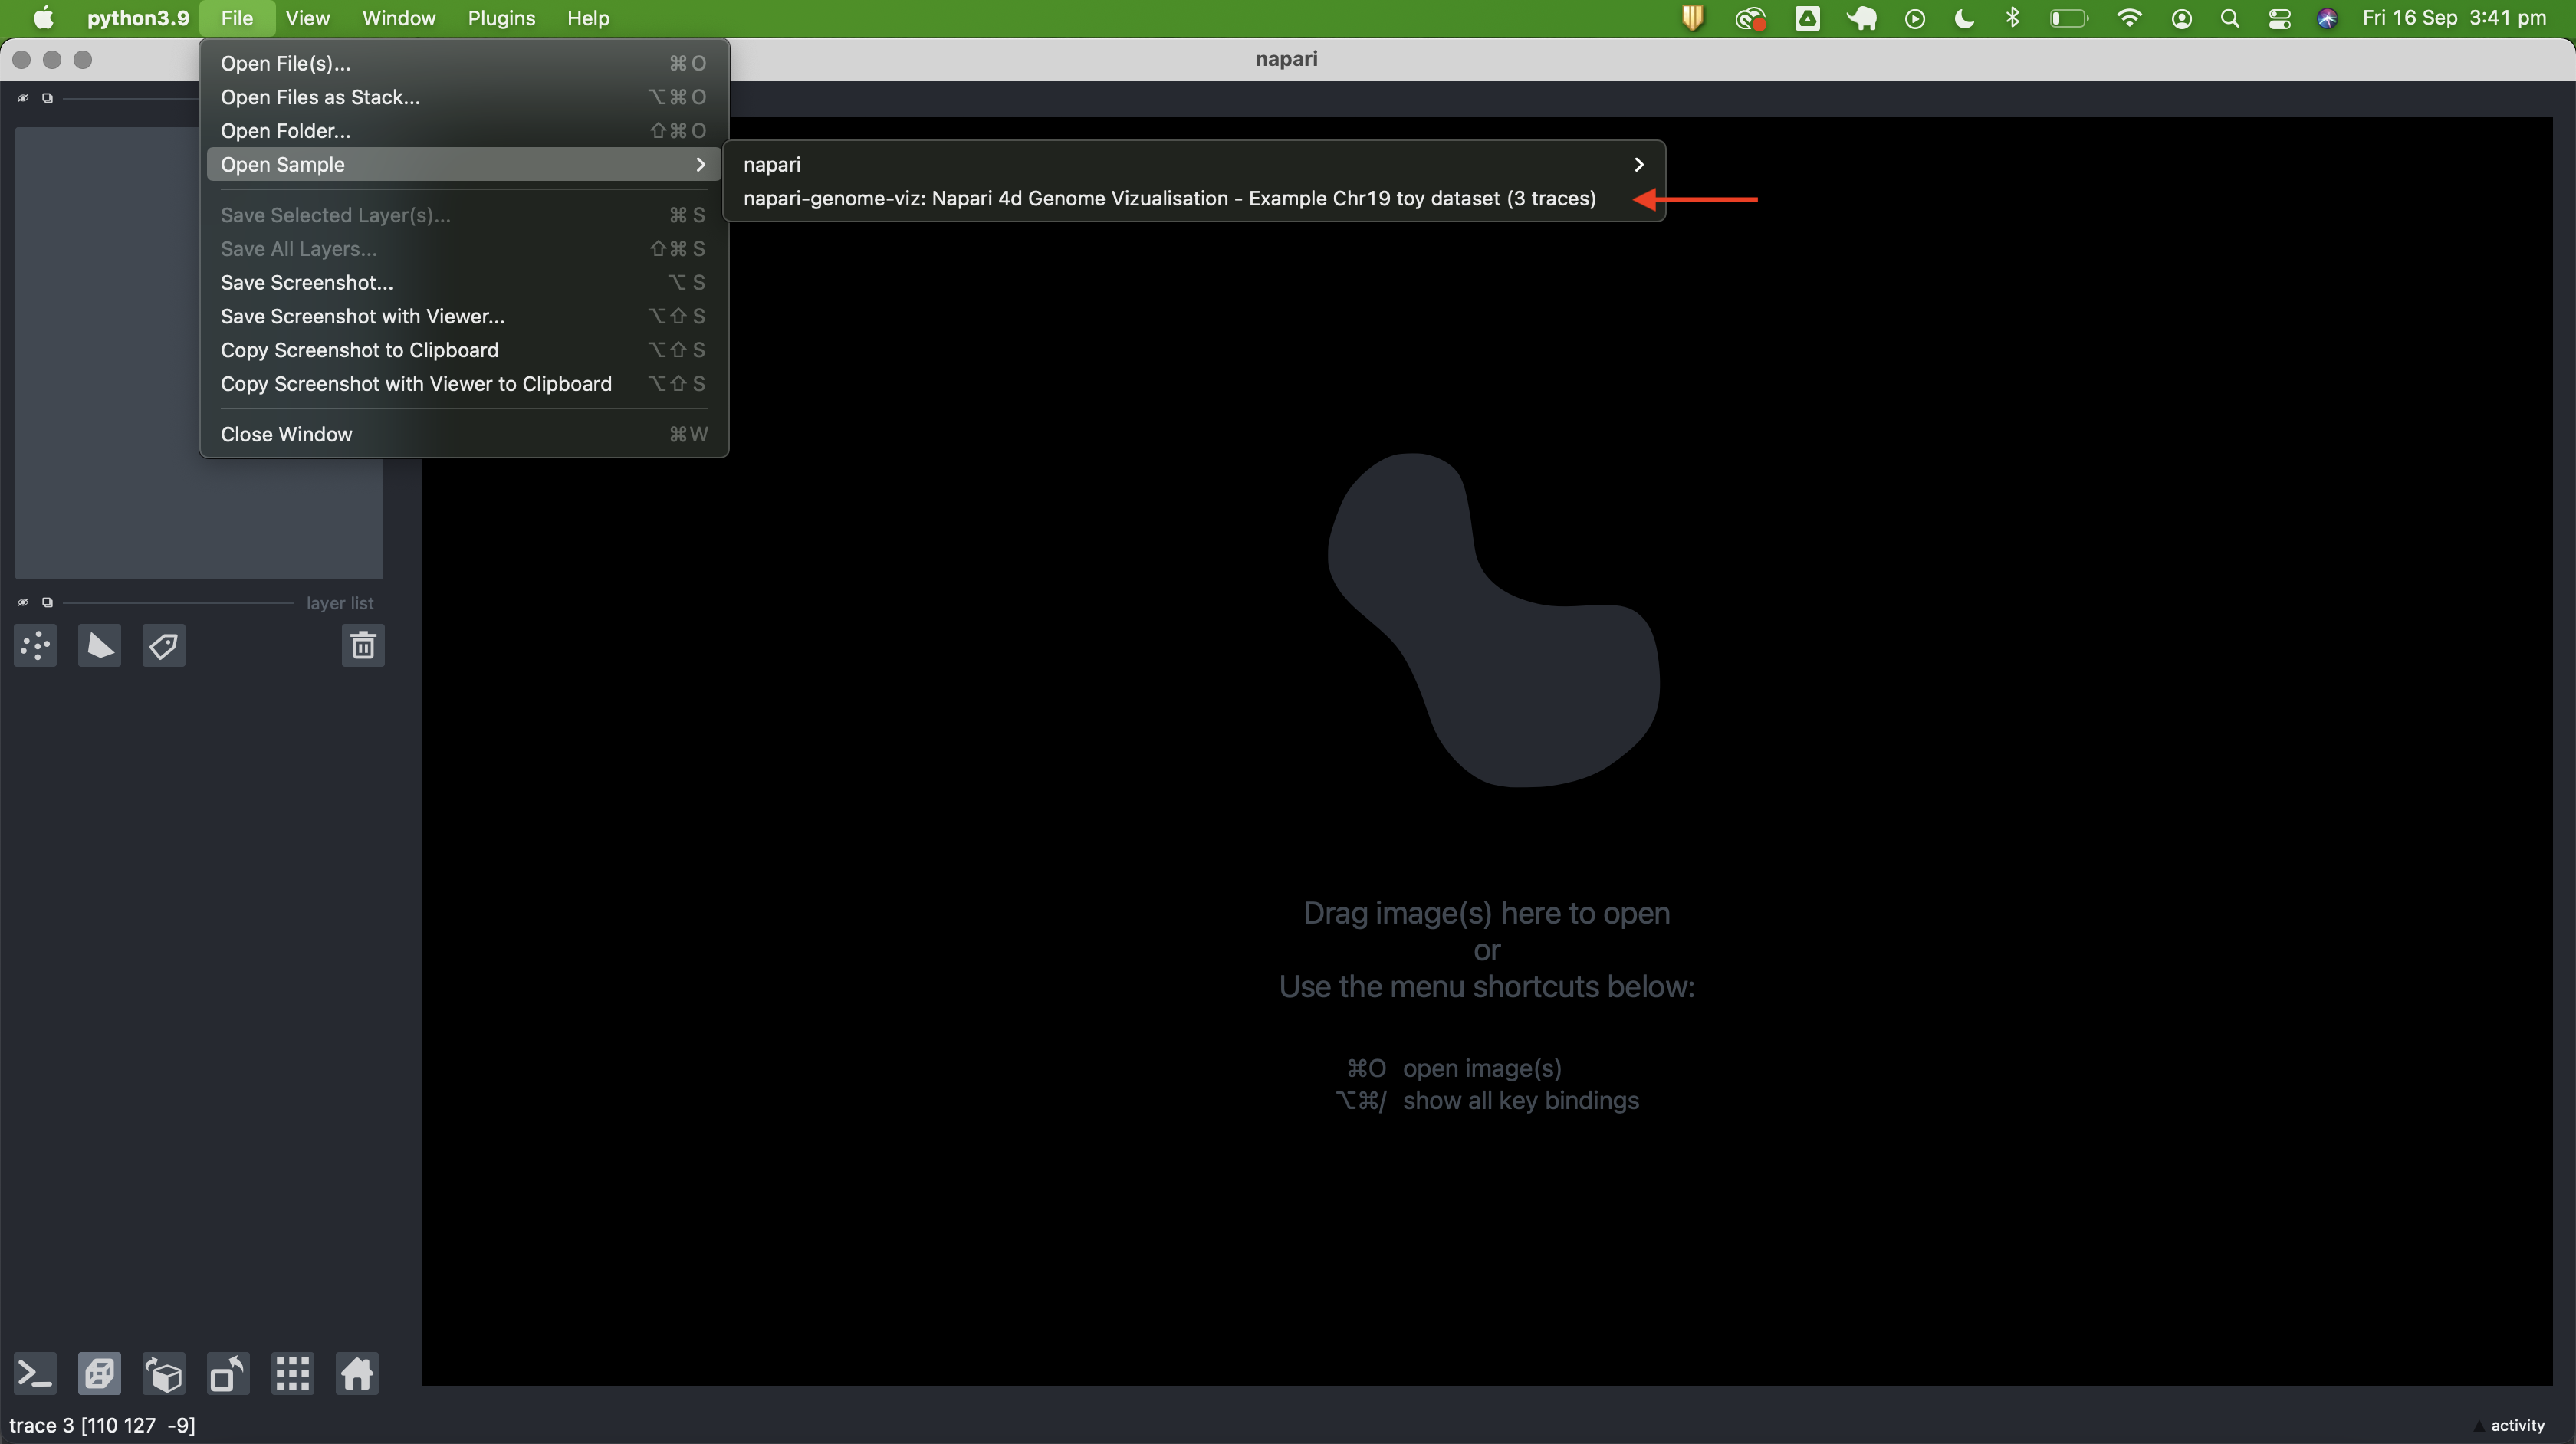 python3.9 File View Window Plugins Help Fri 16 Sep 3:41 pm
napari
Open File(s)... ⌘ O
Open Files as Stack... ⌥⌘ O
Open Folder... ⇧⌘ O
Open Sample
napari
napari-genome-viz: Napari 4d Genome Vizualisation - Example Chr19 toy dataset (3 traces)
Save Selected Layer(s)... ⌘ S
Save All Layers... ⇧⌘ S
Save Screenshot... ⌥ S
Save Screenshot with Viewer... ⌥⇧ S
Copy Screenshot to Clipboard ⌥⇧ S
Copy Screenshot with Viewer to Clipboard ⌥⇧ S
Close Window ⌘W
layer list
Drag image(s) here to open
or
Use the menu shortcuts below:
⌘O open image(s)
⌥⌘/ show all key bindings
trace 3 [110 127 -9]
activity